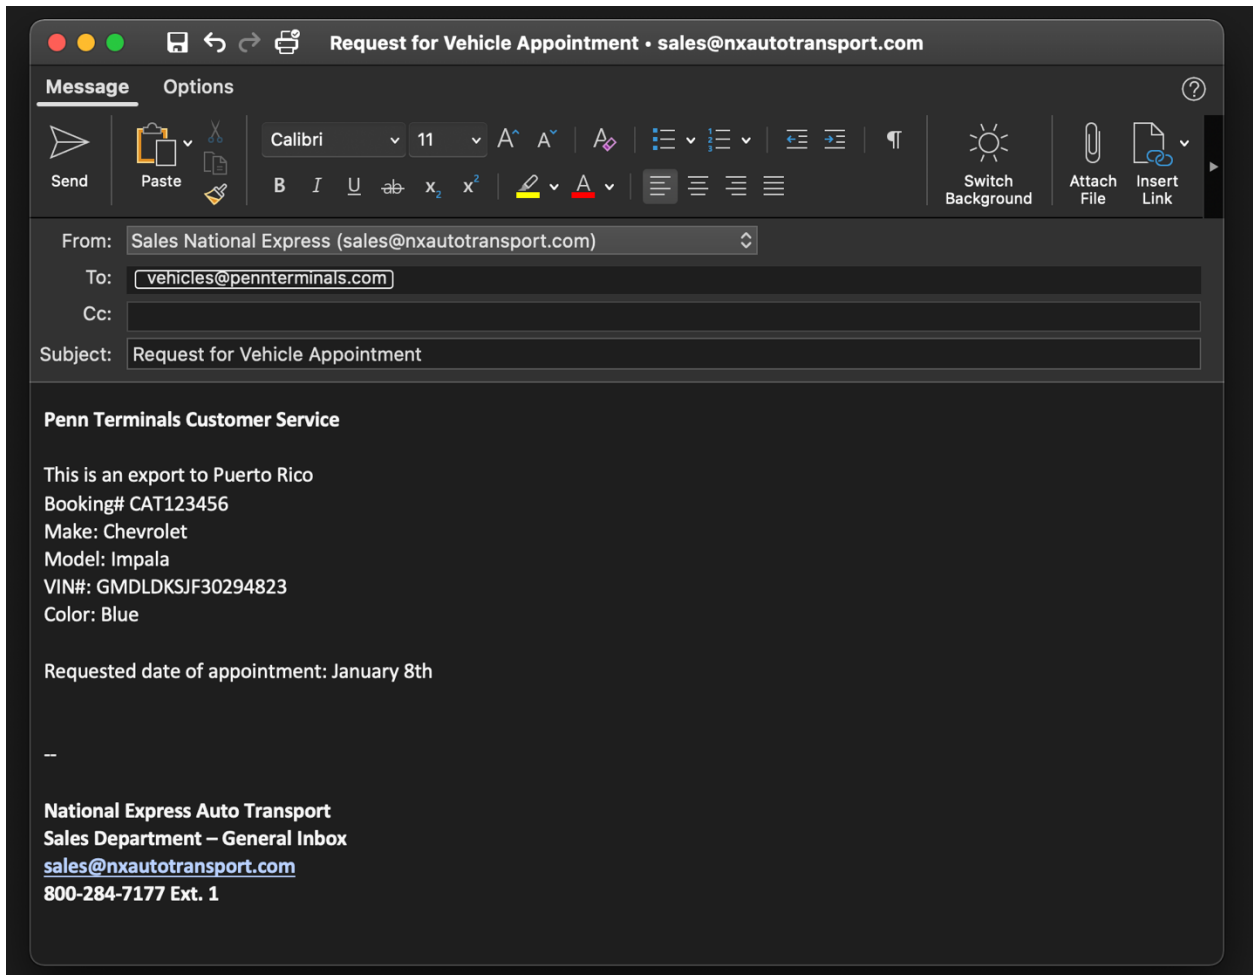 Request for Vehicle Appointment • sales@nxautotransport.com
Message Options
Send
Paste
Calibri 11
B I U ab x₂ x²
Switch Background
Attach File
Insert Link
From: Sales National Express (sales@nxautotransport.com)
To: vehicles@pennterminals.com
Cc:
Subject: Request for Vehicle Appointment
Penn Terminals Customer Service
This is an export to Puerto Rico
Booking# CAT123456
Make: Chevrolet
Model: Impala
VIN#: GMDLDKSJF30294823
Color: Blue
Requested date of appointment: January 8th
--
National Express Auto Transport
Sales Department – General Inbox
sales@nxautotransport.com
800-284-7177 Ext. 1